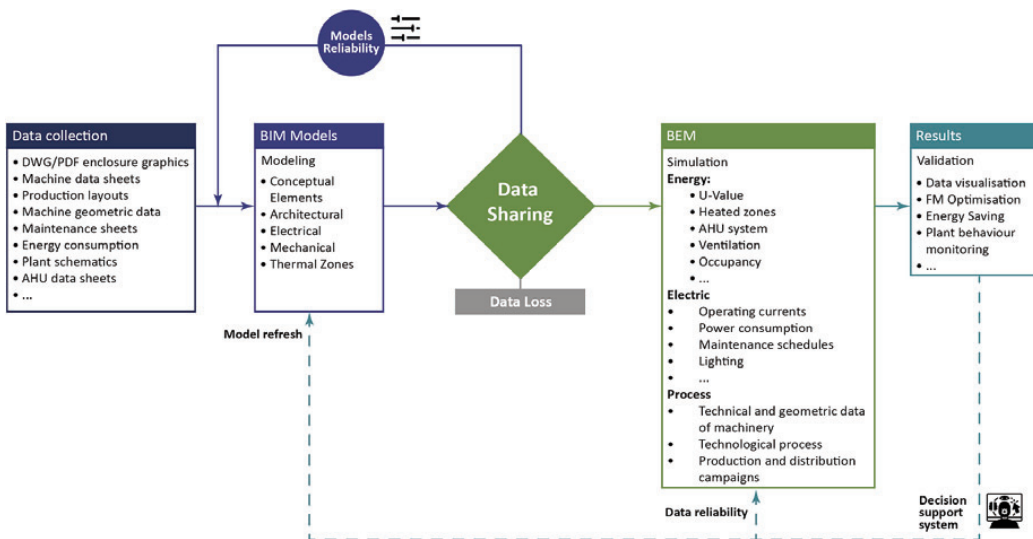 Models
Reliability
Data collection
• DWG/PDF enclosure graphics
• Machine data sheets
• Production layouts
• Machine geometric data
• Maintenance sheets
• Energy consumption
• Plant schematics
• AHU data sheets
• ...
BIM Models
Modeling
• Conceptual
Elements
• Architectural
• Electrical
• Mechanical
• Thermal Zones
Data
Sharing
Data Loss
BEM
Simulation
Energy:
• U-Value
• Heated zones
• AHU system
• Ventilation
• Occupancy
• ...
Electric
• Operating currents
• Power consumption
• Maintenance schedules
• Lighting
• ...
Process
• Technical and geometric data
of machinery
• Technological process
• Production and distribution
campaigns
Results
Validation
• Data visualisation
• FM Optimisation
• Energy Saving
• Plant behaviour
monitoring
• ...
Model refresh
Data reliability
Decision
support
system